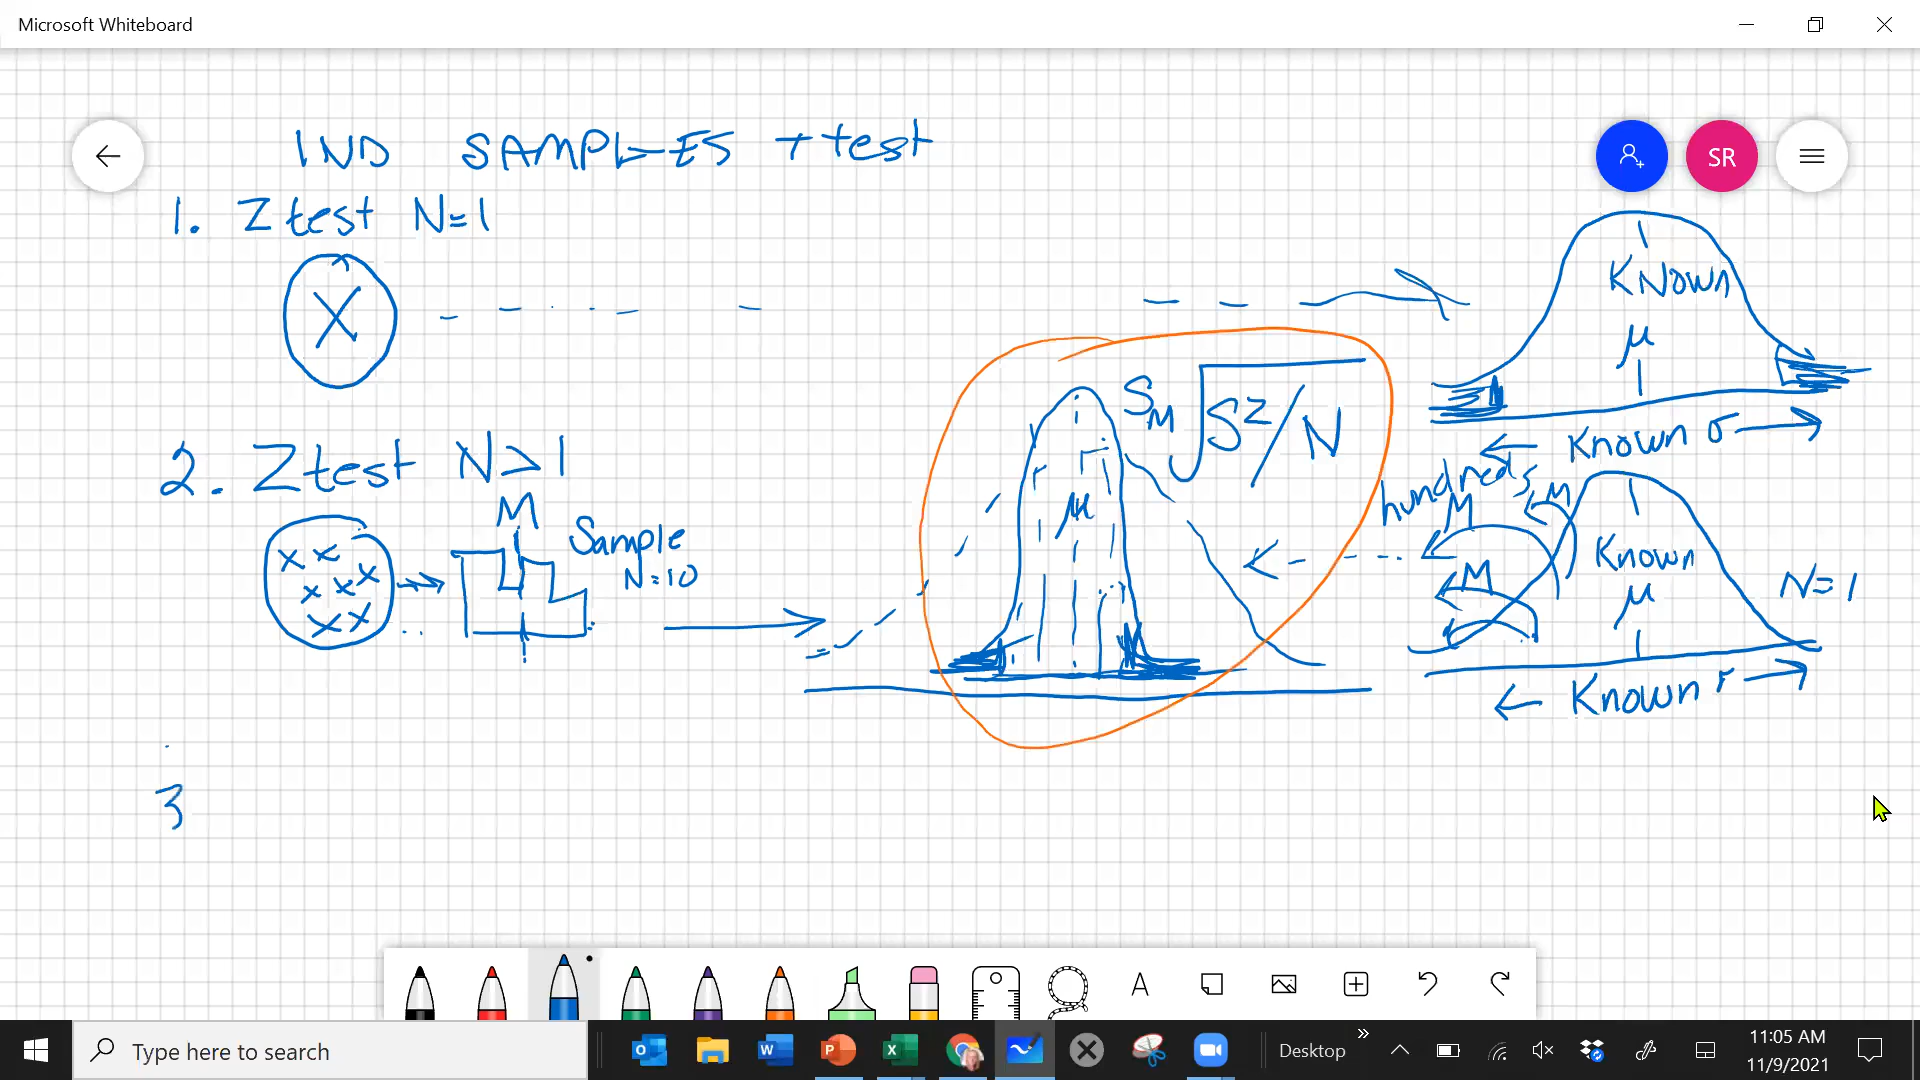 Microsoft Whiteboard
IND SAMPLES t test
SR
1. Z test N=1
X
KNOWN
μ
Known σ
2. Z test N>1
M
Sample
N=10
x x
x x x
x x
S_M √S²/N
μ
hundreds
M
M
M
Known
μ
N=1
Known σ
3
A
Type here to search
Desktop
11:05 AM
11/9/2021